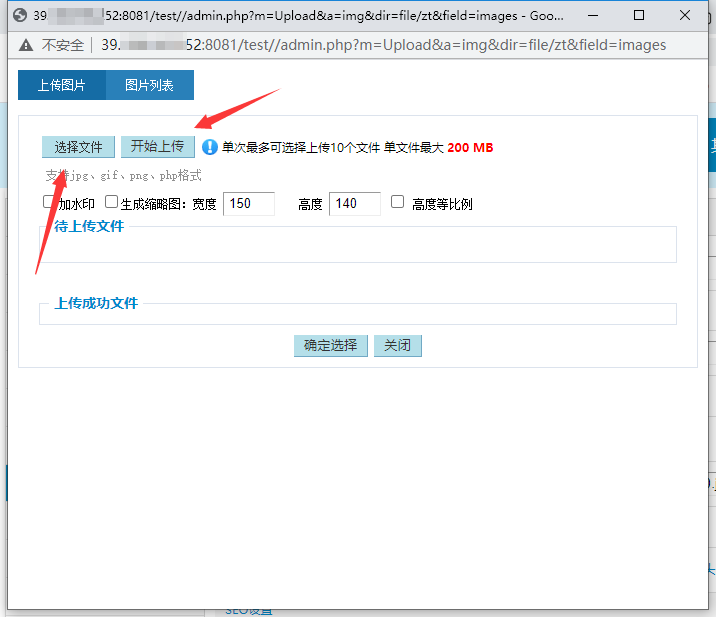 39. 52:8081/test//admin.php?m=Upload&a=img&dir=file/zt&field=images - Goo...
不安全 39. 52:8081/test//admin.php?m=Upload&a=img&dir=file/zt&field=images
上传图片 图片列表
选择文件 开始上传 单次最多可选择上传10个文件 单文件最大 200 MB
支持jpg、gif、png、php格式
加水印 生成缩略图: 宽度 150 高度 140 高度等比例
待上传文件
上传成功文件
确定选择 关闭
SEO设置